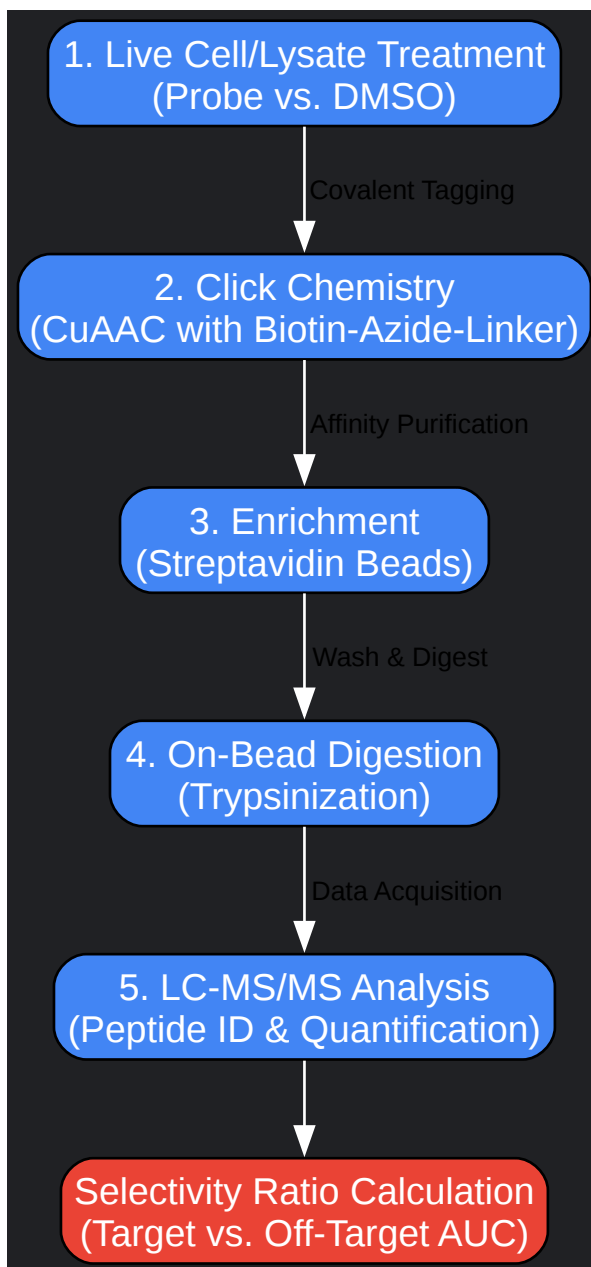 1. Live Cell/Lysate Treatment
(Probe vs. DMSO)
Covalent Tagging
2. Click Chemistry
(CuAAC with Biotin-Azide-Linker)
Affinity Purification
3. Enrichment
(Streptavidin Beads)
Wash & Digest
4. On-Bead Digestion
(Trypsinization)
Data Acquisition
5. LC-MS/MS Analysis
(Peptide ID & Quantification)
Selectivity Ratio Calculation
(Target vs. Off-Target AUC)